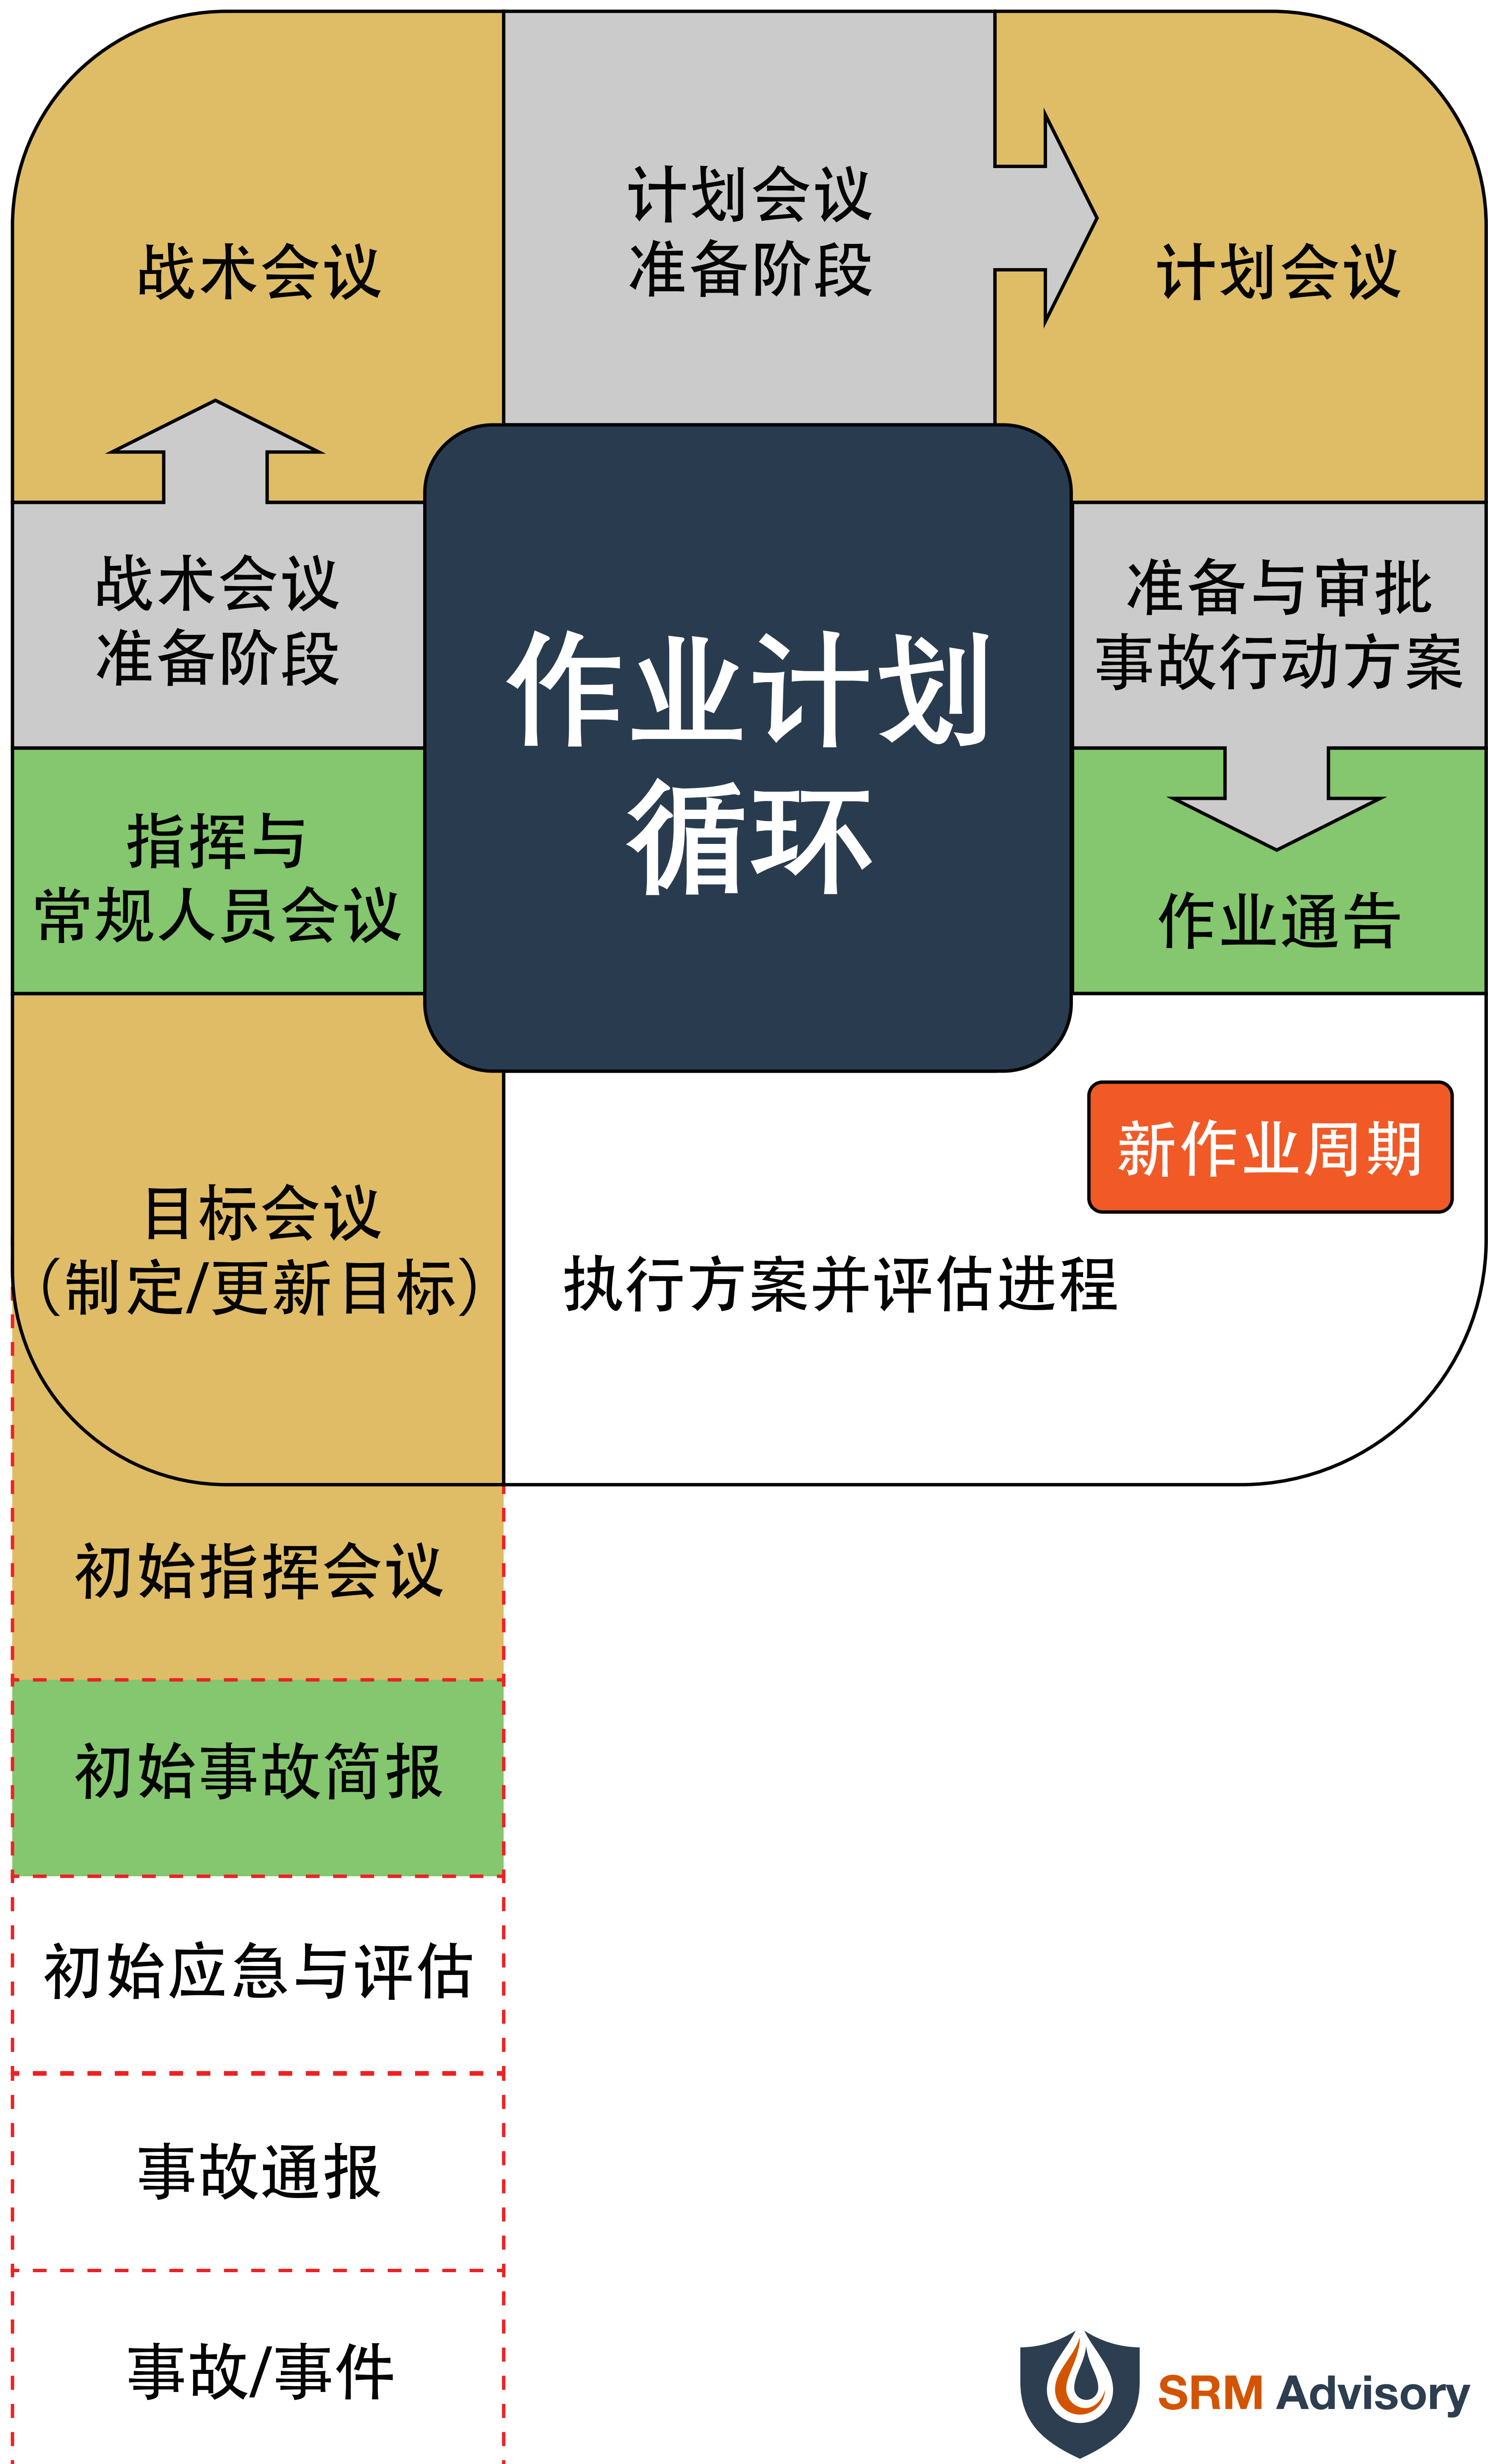 战术会议
计划会议
准备阶段
计划会议
战术会议
准备阶段
作业计划
循环
准备与审批
事故行动方案
指挥与
常规人员会议
作业通告
新作业周期
目标会议
（制定/更新目标）
执行方案并评估进程
初始指挥会议
初始事故简报
初始应急与评估
事故通报
事故/事件
SRM Advisory